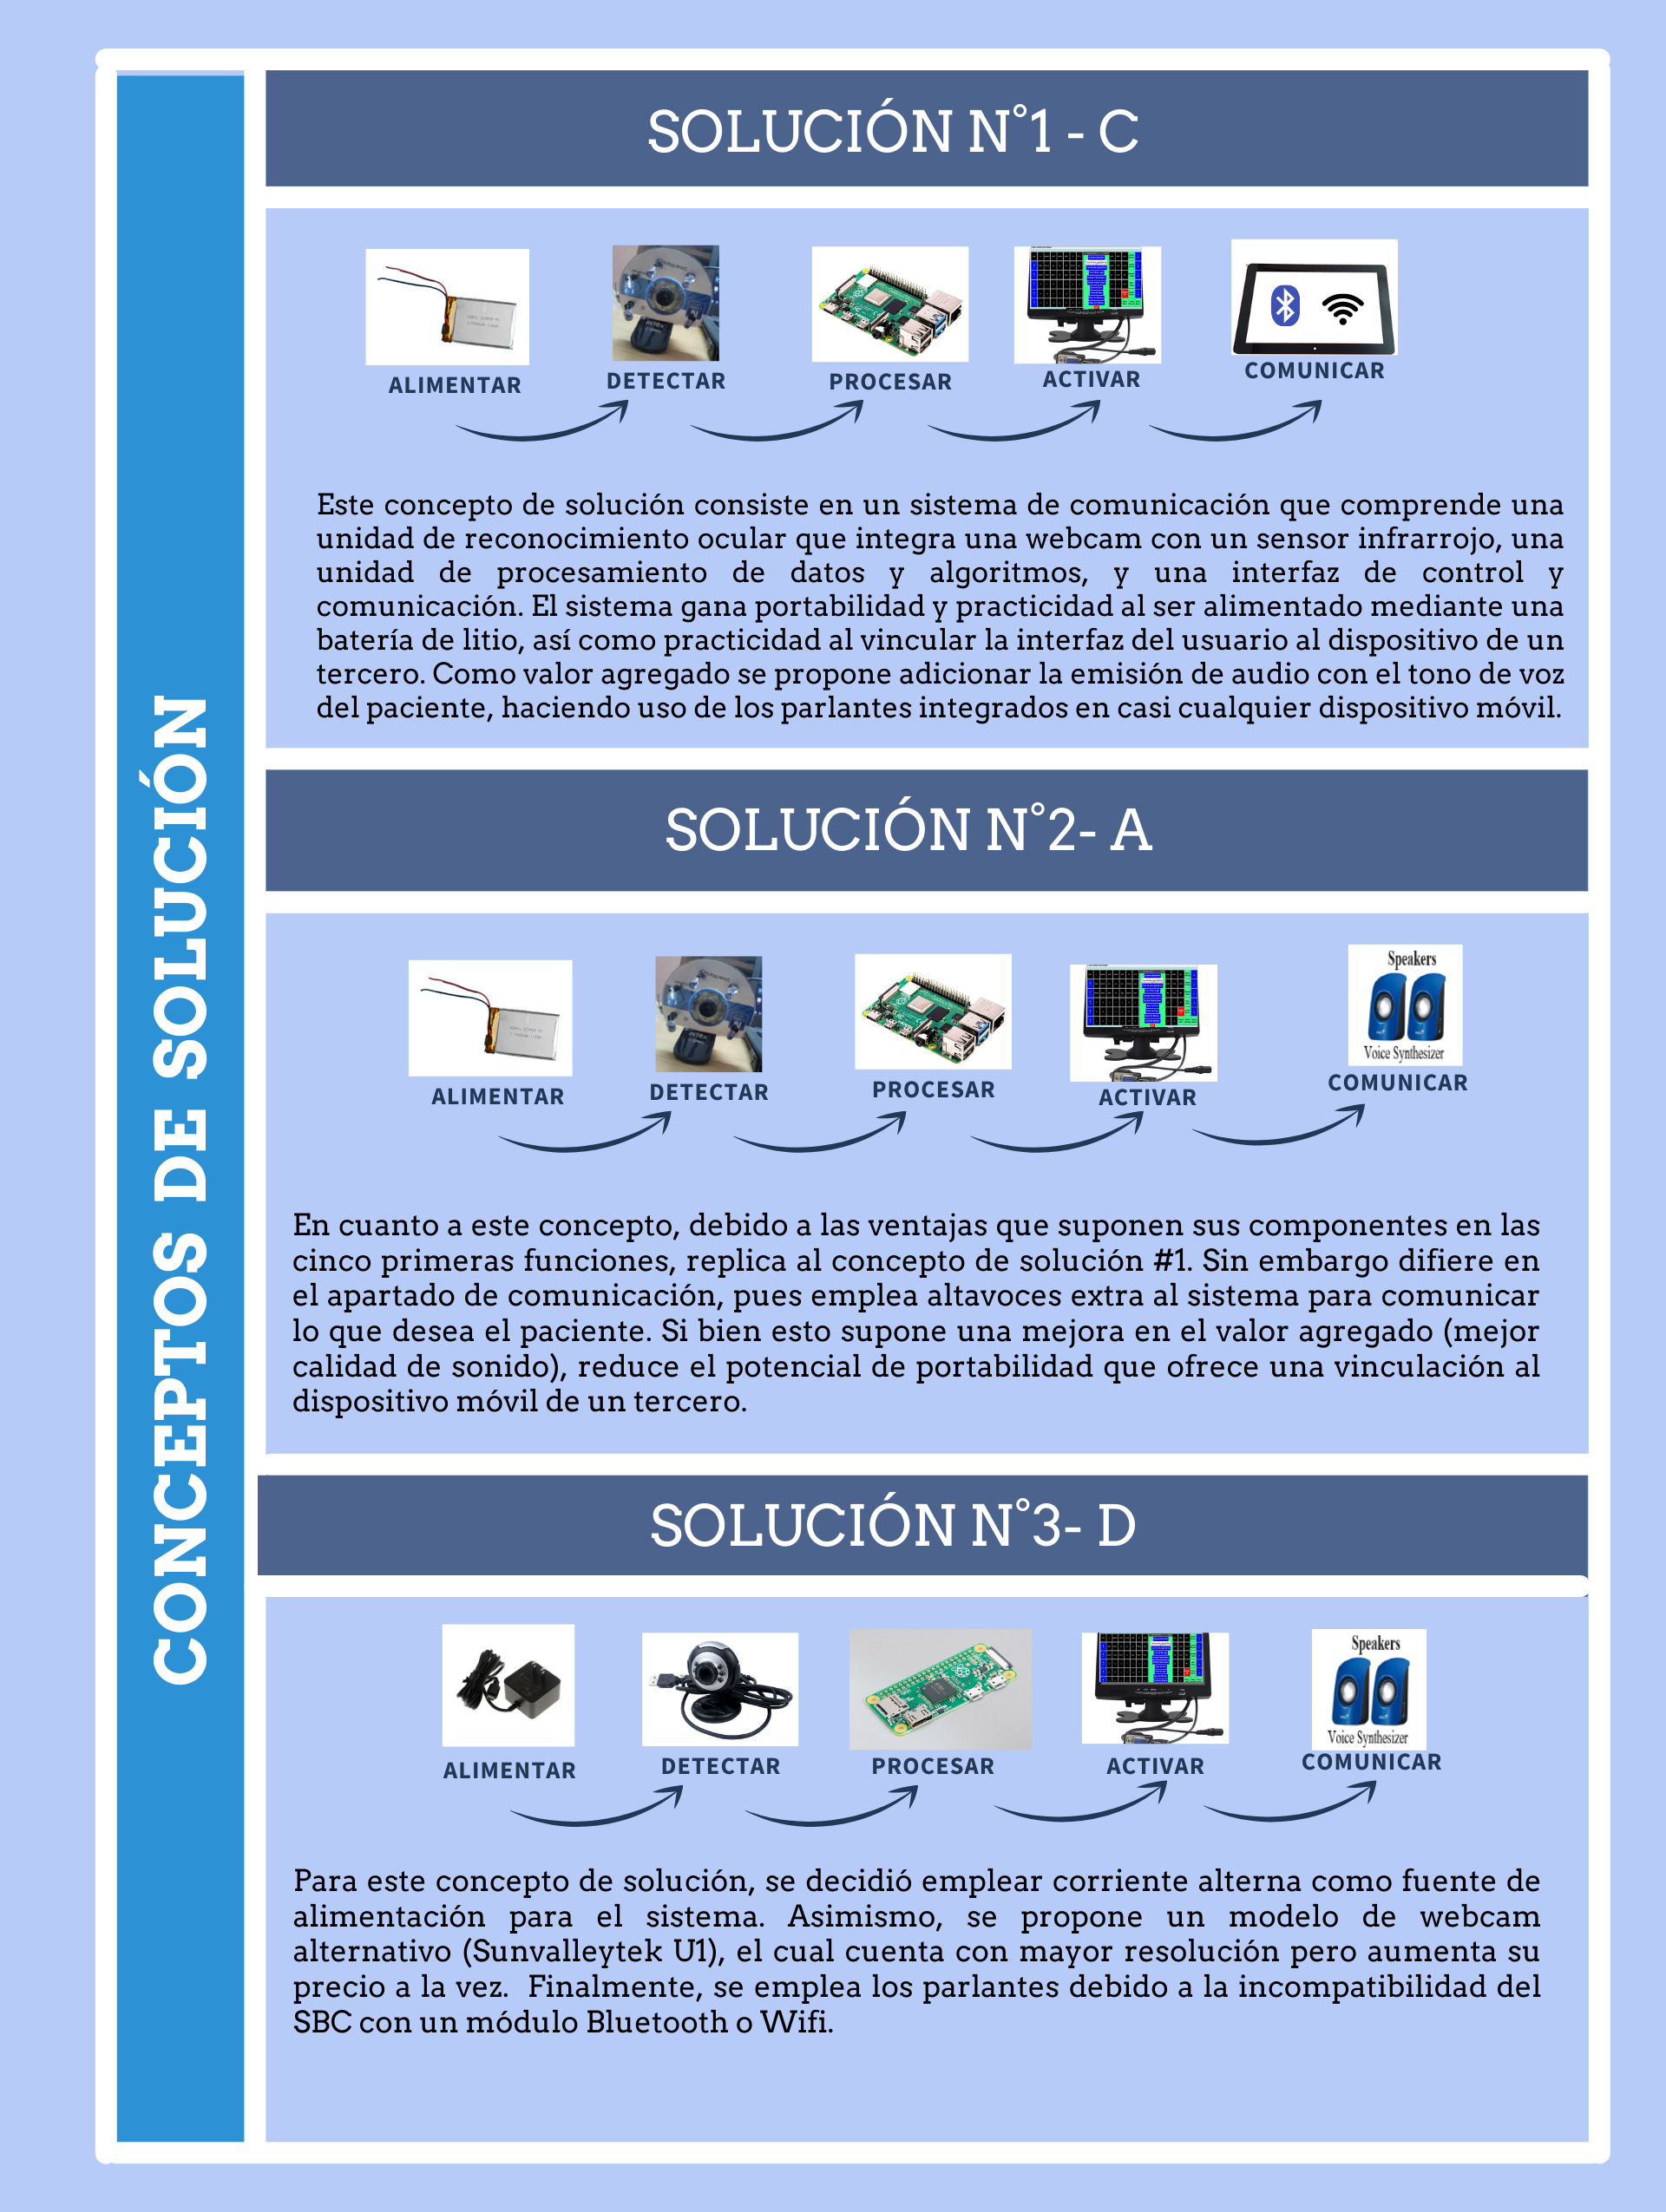 CONCEPTOS DE SOLUCIÓN
SOLUCIÓN N°1 - C
ALIMENTAR
DETECTAR
PROCESAR
ACTIVAR
COMUNICAR
Este concepto de solución consiste en un sistema de comunicación que comprende una
unidad de reconocimiento ocular que integra una webcam con un sensor infrarrojo, una
unidad de procesamiento de datos y algoritmos, y una interfaz de control y
comunicación. El sistema gana portabilidad y practicidad al ser alimentado mediante una
batería de litio, así como practicidad al vincular la interfaz del usuario al dispositivo de un
tercero. Como valor agregado se propone adicionar la emisión de audio con el tono de voz
del paciente, haciendo uso de los parlantes integrados en casi cualquier dispositivo móvil.
SOLUCIÓN N°2- A
Speakers
Voice Synthesizer
ALIMENTAR
DETECTAR
PROCESAR
ACTIVAR
COMUNICAR
En cuanto a este concepto, debido a las ventajas que suponen sus componentes en las
cinco primeras funciones, replica al concepto de solución #1. Sin embargo difiere en
el apartado de comunicación, pues emplea altavoces extra al sistema para comunicar
lo que desea el paciente. Si bien esto supone una mejora en el valor agregado (mejor
calidad de sonido), reduce el potencial de portabilidad que ofrece una vinculación al
dispositivo móvil de un tercero.
SOLUCIÓN N°3- D
Speakers
Voice Synthesizer
ALIMENTAR
DETECTAR
PROCESAR
ACTIVAR
COMUNICAR
Para este concepto de solución, se decidió emplear corriente alterna como fuente de
alimentación para el sistema. Asimismo, se propone un modelo de webcam
alternativo (Sunvalleytek U1), el cual cuenta con mayor resolución pero aumenta su
precio a la vez.  Finalmente, se emplea los parlantes debido a la incompatibilidad del
SBC con un módulo Bluetooth o Wifi.